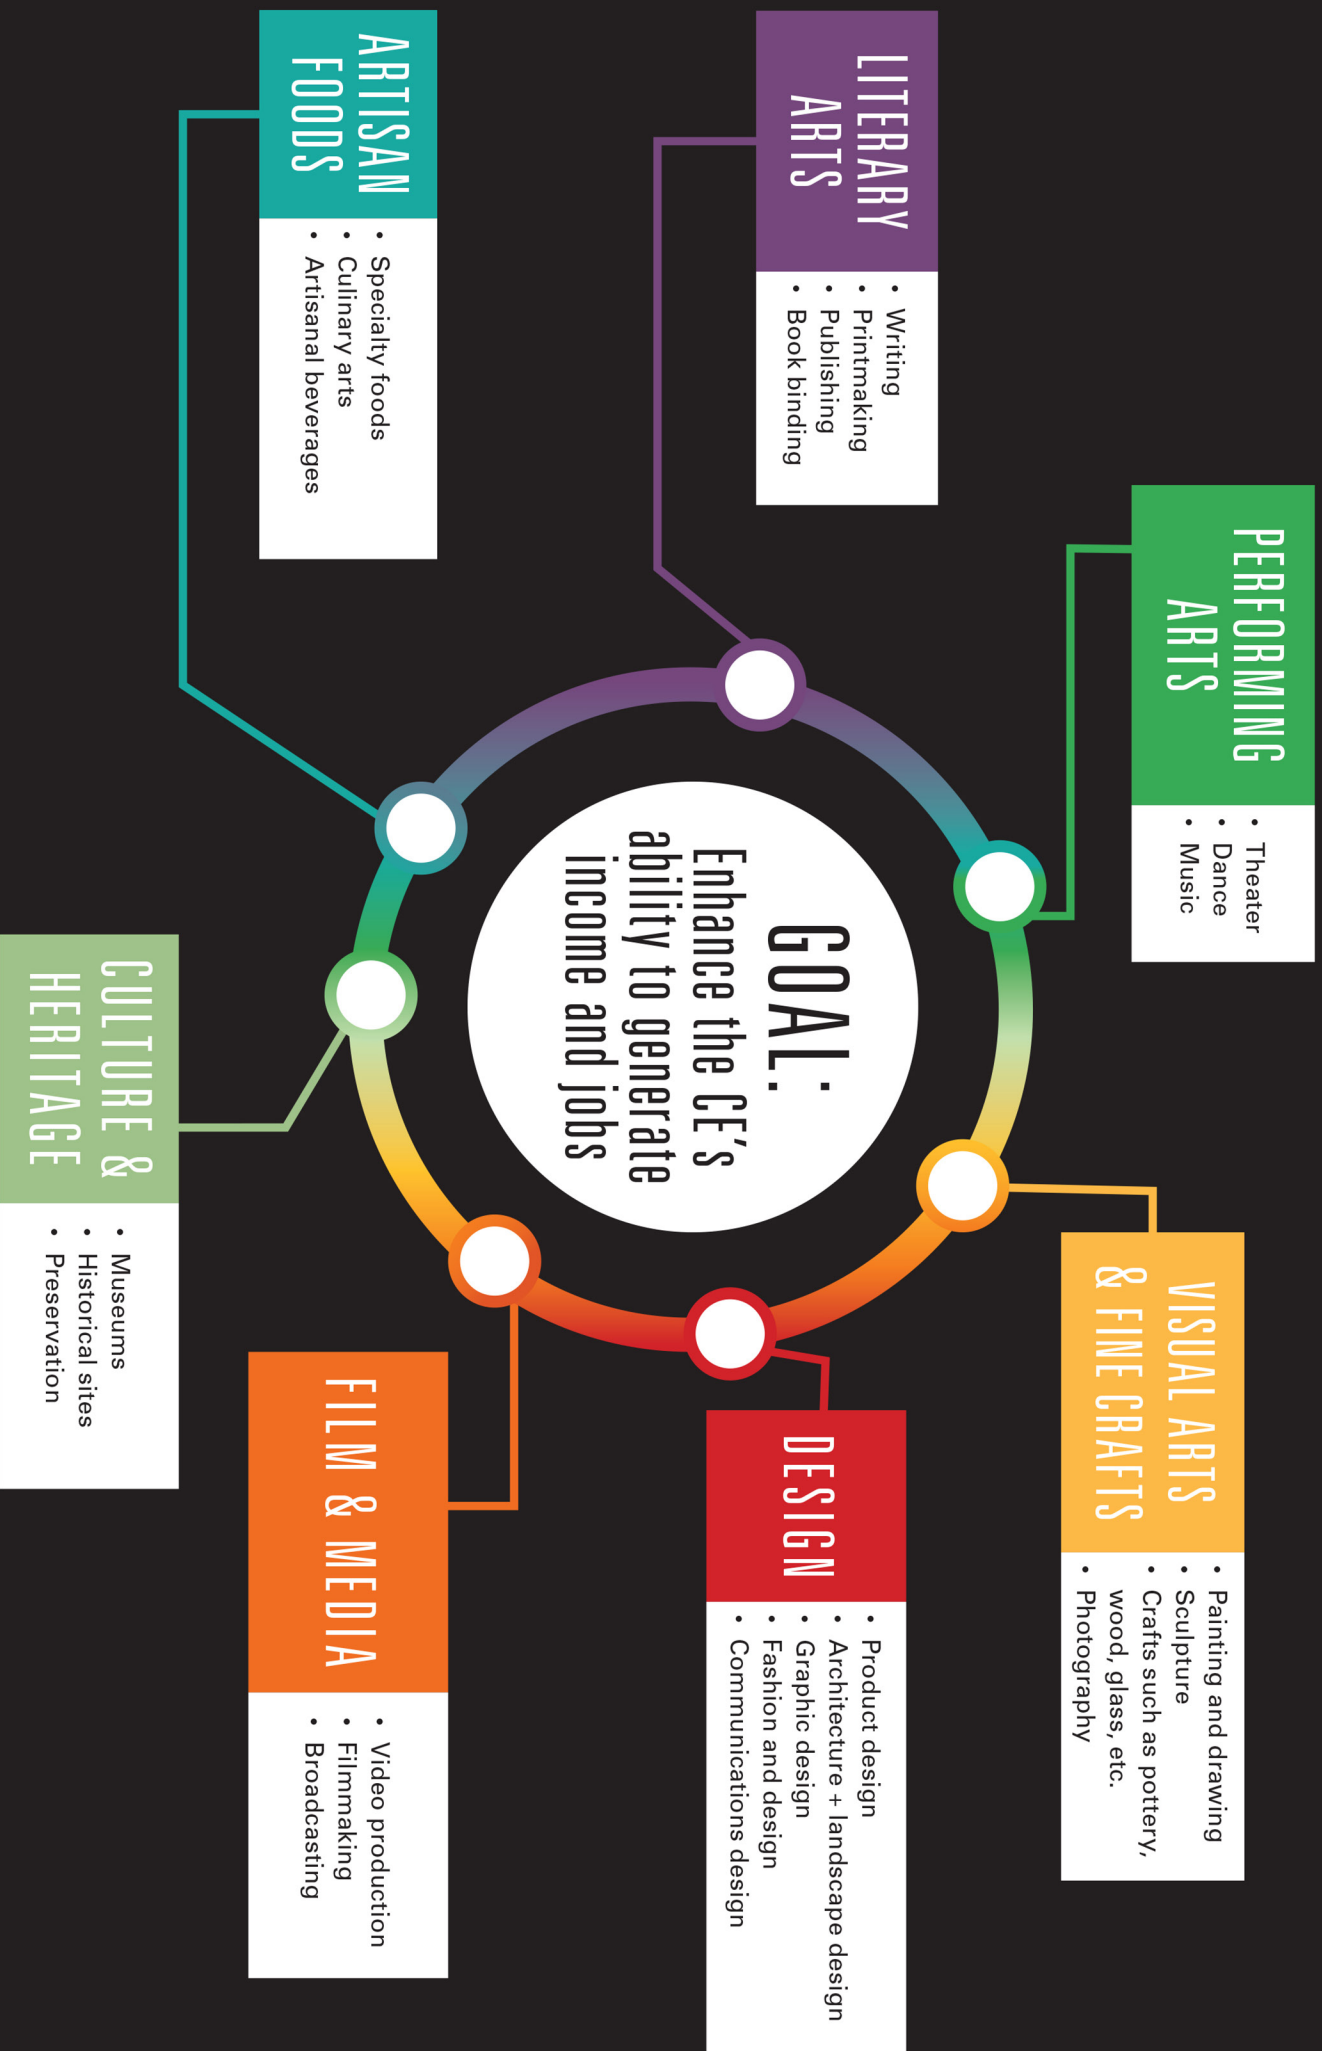 PERFORMING
ARTS
• Theater
• Dance
• Music
VISUAL ARTS
& FINE CRAFTS
• Painting and drawing
• Sculpture
• Crafts such as pottery,
wood, glass, etc.
• Photography
LITERARY
ARTS
• Writing
• Printmaking
• Publishing
• Book binding
GOAL:
Enhance the CE's
ability to generate
income and jobs
DESIGN
• Product design
• Architecture + landscape design
• Graphic design
• Fashion and design
• Communications design
ARTISAN
FOODS
• Specialty foods
• Culinary arts
• Artisanal beverages
FILM & MEDIA
• Video production
• Filmmaking
• Broadcasting
CULTURE &
HERITAGE
• Museums
• Historical sites
• Preservation